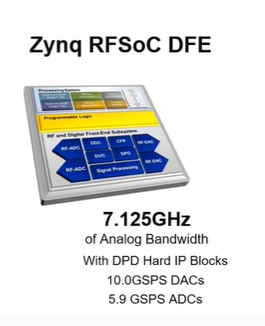 Zynq RFSoC DFE
Processing System
Programmable Logic
RF and Digital Front-End Subsystem
RF-ADC
DDC
CFR
RF-DAC
DUC
DPD
RF-ADC
Signal Processing
RF-DAC
7.125GHz
of Analog Bandwidth
With DPD Hard IP Blocks
10.0GSPS DACs
5.9 GSPS ADCs